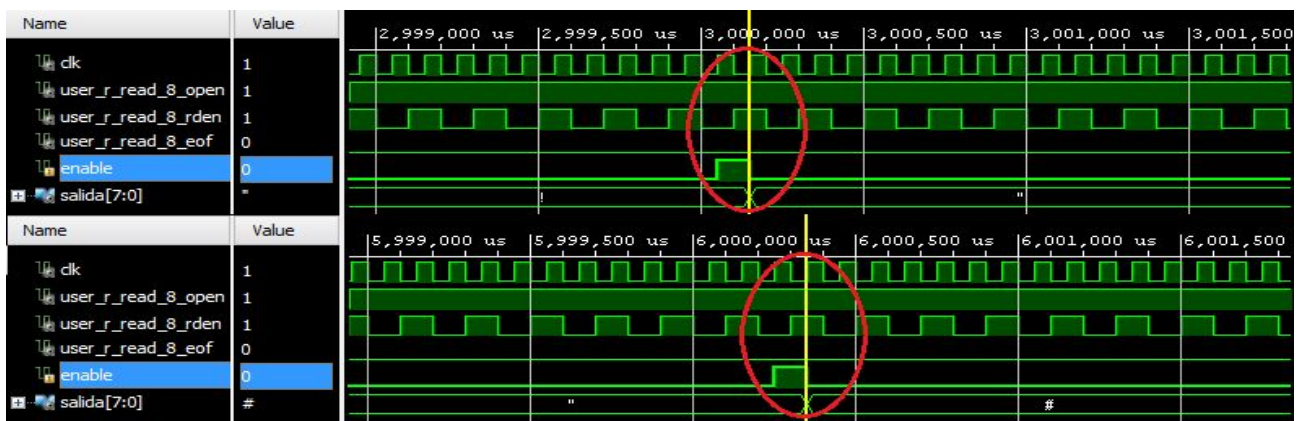 Name Value
2,999,000 us 2,999,500 us 3,000,000 us 3,000,500 us 3,001,000 us 3,001,500
clk 1
user_r_read_8_open 1
user_r_read_8_rden 1
user_r_read_8_eof 0
enable 0
salida[7:0] " ! "
Name Value
5,999,000 us 5,999,500 us 6,000,000 us 6,000,500 us 6,001,000 us 6,001,500
clk 1
user_r_read_8_open 1
user_r_read_8_rden 1
user_r_read_8_eof 0
enable 0
salida[7:0] # " #